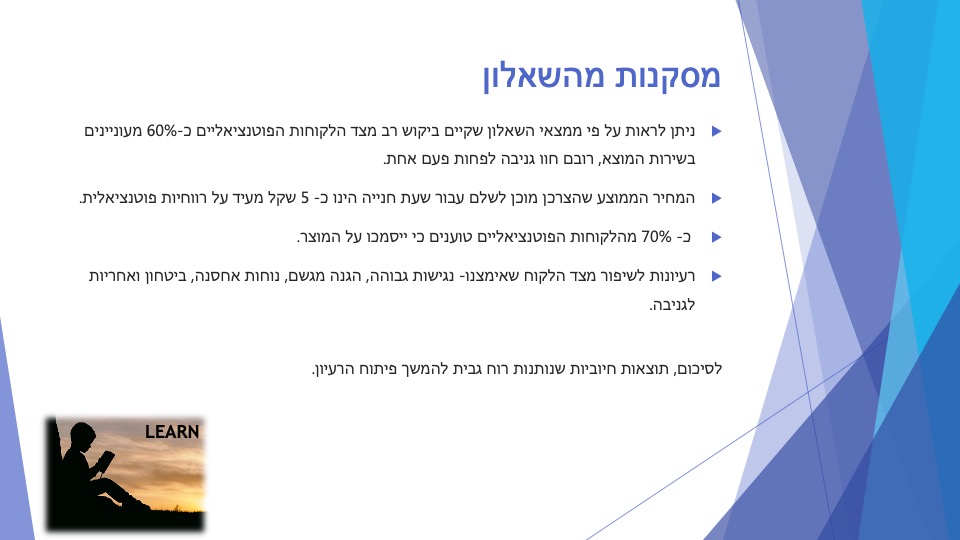 מסקנות מהשאלון
ניתן לראות על פי ממצאי השאלון שקיים ביקוש רב מצד הלקוחות הפוטנציאליים כ-60% מעוניינים
בשירות המוצא, רובם חוו גניבה לפחות פעם אחת.
המחיר הממוצע שהצרכן מוכן לשלם עבור שעת חנייה הינו כ- 5 שקל מעיד על רווחיות פוטנציאלית.
כ- 70% מהלקוחות הפוטנציאליים טוענים כי ייסמכו על המוצר.
רעיונות לשיפור מצד הלקוח שאימצנו- נגישות גבוהה, הגנה מגשם, נוחות אחסנה, ביטחון ואחריות
לגניבה.
לסיכום, תוצאות חיוביות שנותנות רוח גבית להמשך פיתוח הרעיון.
LEARN